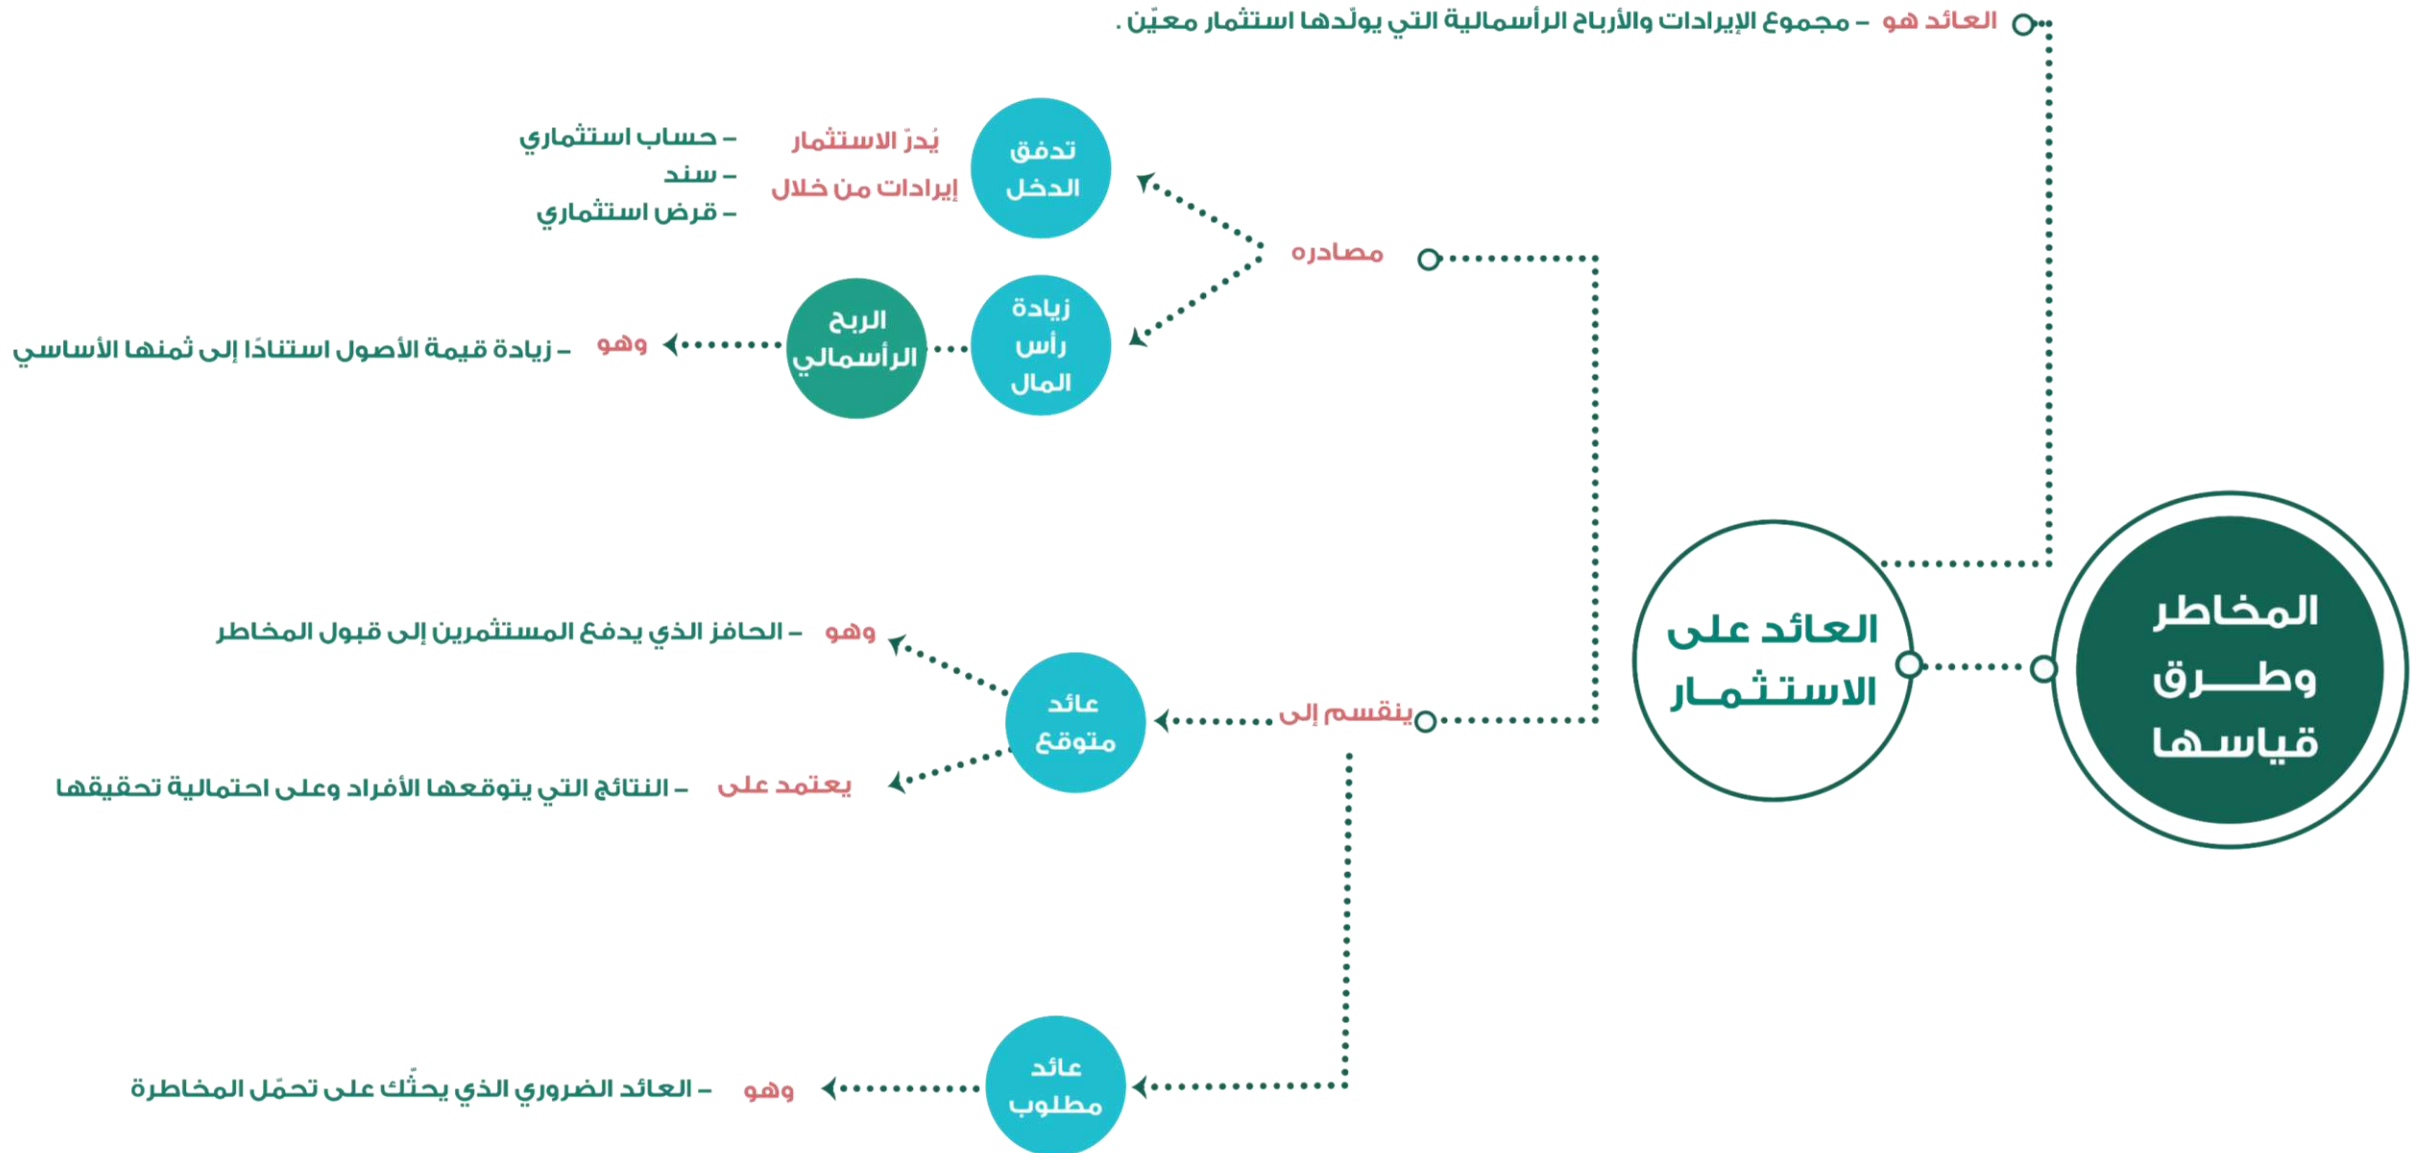 العائد هو – مجموع الإيرادات والأرباح الرأسمالية التي يولّدها استثمار معيّن .
المخاطر
وطــرق
قياسها
العائد على
الاستثمــار
مصادره
تدفق
الدخل
يُدرّ الاستثمار
إيرادات من خلال
– حساب استثماري
– سند
– قرض استثماري
زيادة
رأس
المال
الربح
الرأسمالي
وهو – زيادة قيمة الأصول استنادًا إلى ثمنها الأساسي
ينقسم إلى
عائد
متوقع
وهو – الحافز الذي يدفع المستثمرين إلى قبول المخاطر
يعتمد على – النتائج التي يتوقعها الأفراد وعلى احتمالية تحقيقها
عائد
مطلوب
وهو – العائد الضروري الذي يحثّك على تحمّل المخاطرة